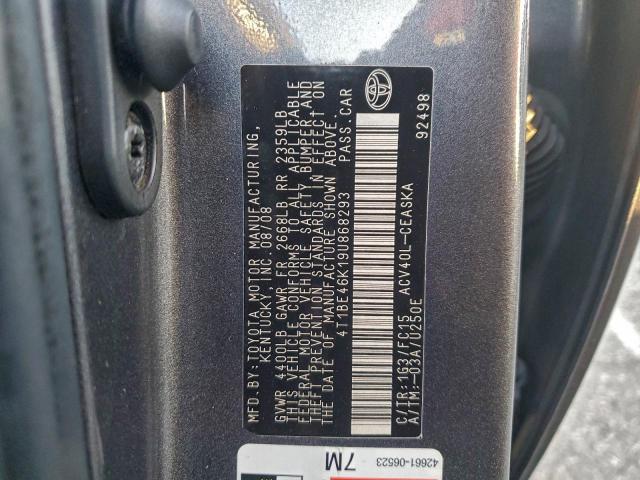 MFD. BY: TOYOTA MOTOR MANUFACTURING,
KENTUCKY, INC. 08/08
GVWR 4400LB GAWR FR 2668LB RR 2359LB
THIS VEHICLE CONFORMS TO ALL APPLICABLE
FEDERAL MOTOR VEHICLE SAFETY, BUMPER, AND
THEFT PREVENTION STANDARDS IN EFFECT ON
THE DATE OF MANUFACTURE SHOWN ABOVE.
4T1BE46K19U868293 PASS. CAR
C/TR: 1G3/FC15 ACV40L-CEASKA
A/TM: -03A/U250E 92498
42661-06523
7M